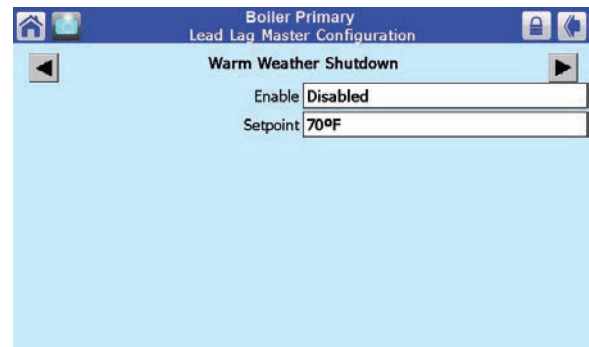 Boiler Primary
Lead Lag Master Configuration
Warm Weather Shutdown
Enable Disabled
Setpoint 70ºF